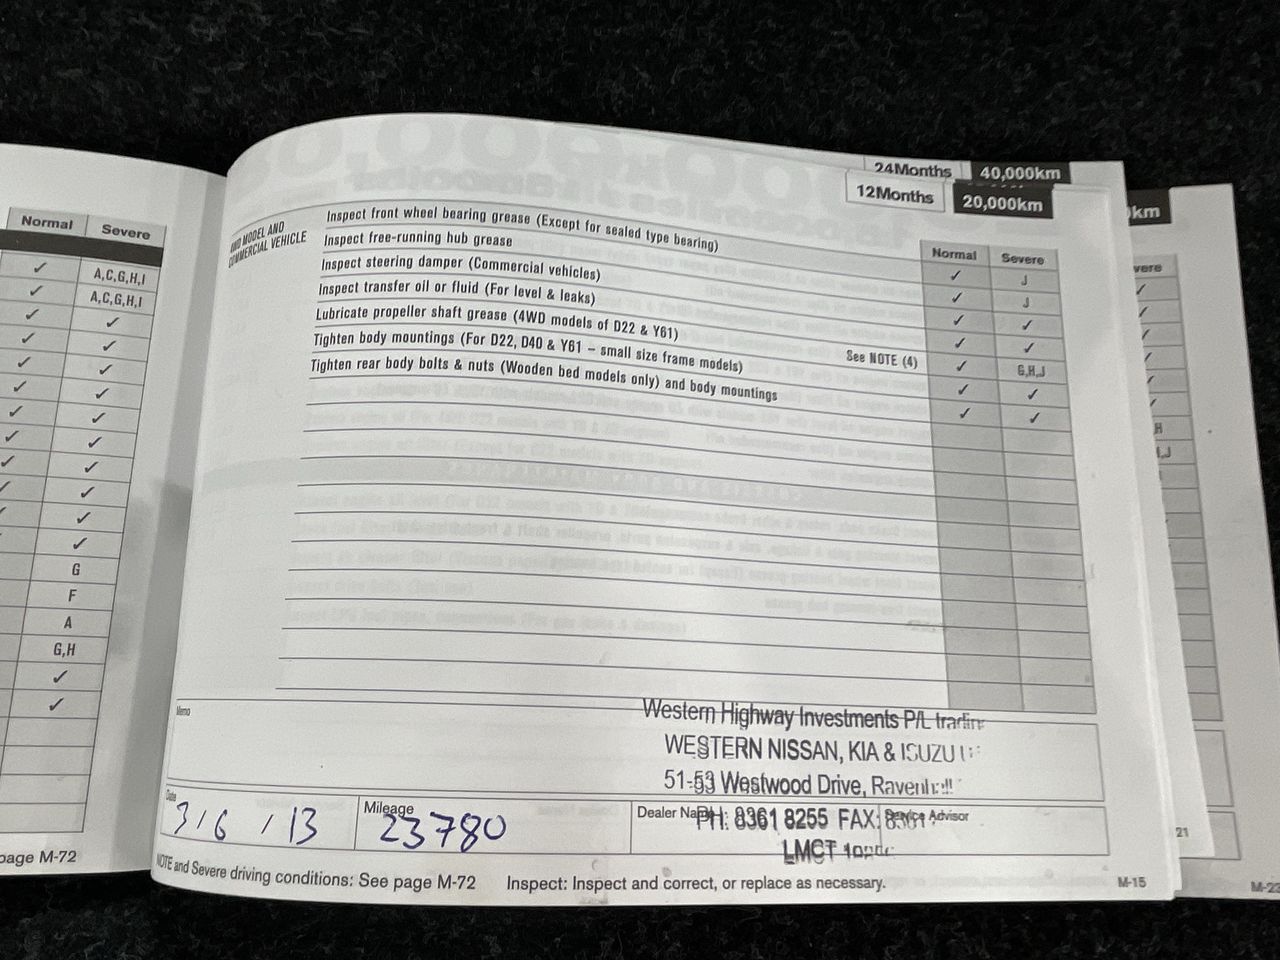 Normal Severe
✓ A,C,G,H,I
✓ A,C,G,H,I
✓ ✓
✓ ✓
✓ ✓
✓ ✓
✓ ✓
✓ ✓
✓ ✓
✓ ✓
✓ ✓
✓
G
F
A
G,H
✓
✓
page M-72
24Months 40,000km
12Months 20,000km
km
4WD MODEL AND
COMMERCIAL VEHICLE
Normal Severe
Inspect front wheel bearing grease (Except for sealed type bearing) ✓ J
Inspect free-running hub grease ✓ J
Inspect steering damper (Commercial vehicles) ✓ ✓
Inspect transfer oil or fluid (For level & leaks) ✓ ✓
Lubricate propeller shaft grease (4WD models of D22 & Y61) See NOTE (4) ✓ G,H,J
Tighten body mountings (For D22, D40 & Y61 – small size frame models) ✓ ✓
Tighten rear body bolts & nuts (Wooden bed models only) and body mountings ✓ ✓
Memo
Western Highway Investments P/L
WESTERN NISSAN, KIA & ISUZU
51-53 Westwood Drive, Ravenhall
PH: 8361 8255 FAX:
LMCT
Date 3/6/13
Mileage 23780
Dealer Service Advisor
NOTE and Severe driving conditions: See page M-72 Inspect: Inspect and correct, or replace as necessary.
M-15
21
M-23